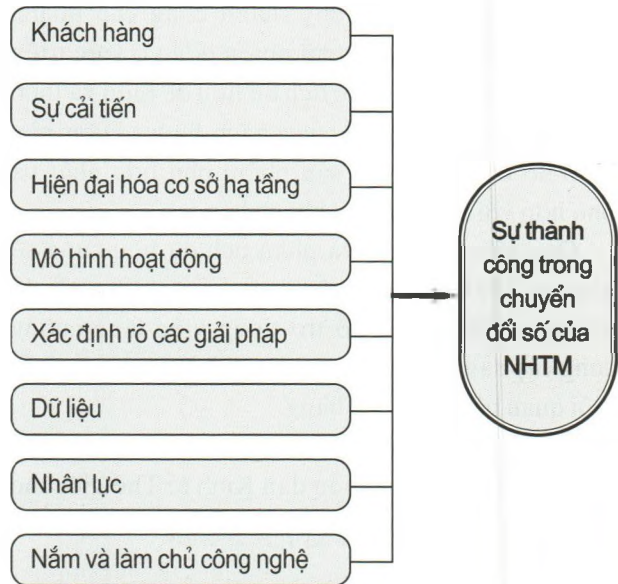 Khách hàng
Sự cải tiến
Hiện đại hóa cơ sở hạ tầng
Mô hình hoạt động
Xác định rõ các giải pháp
Dữ liệu
Nhân lực
Nắm và làm chủ công nghệ
Sự thành
công trong
chuyển
đổi số của
NHTM